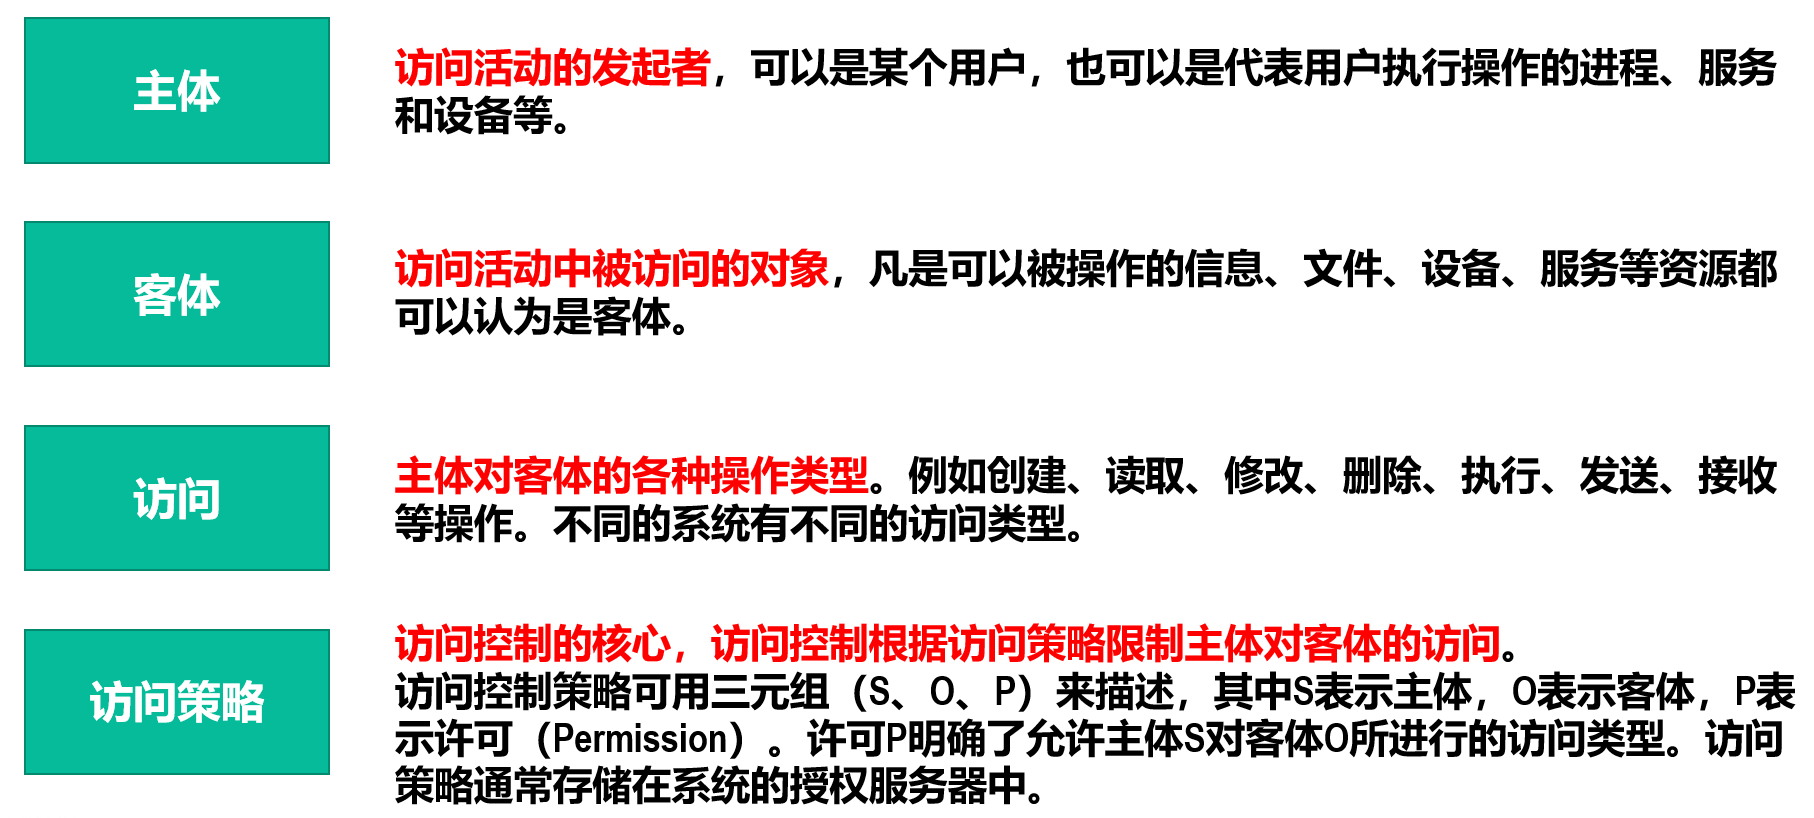 主体
访问活动的发起者，可以是某个用户，也可以是代表用户执行操作的进程、服务
和设备等。
客体
访问活动中被访问的对象，凡是可以被操作的信息、文件、设备、服务等资源都
可以认为是客体。
访问
主体对客体的各种操作类型。例如创建、读取、修改、删除、执行、发送、接收
等操作。不同的系统有不同的访问类型。
访问策略
访问控制的核心，访问控制根据访问策略限制主体对客体的访问。
访问控制策略可用三元组（S、O、P）来描述，其中S表示主体，O表示客体，P表
示许可（Permission）。许可P明确了允许主体S对客体O所进行的访问类型。访问
策略通常存储在系统的授权服务器中。